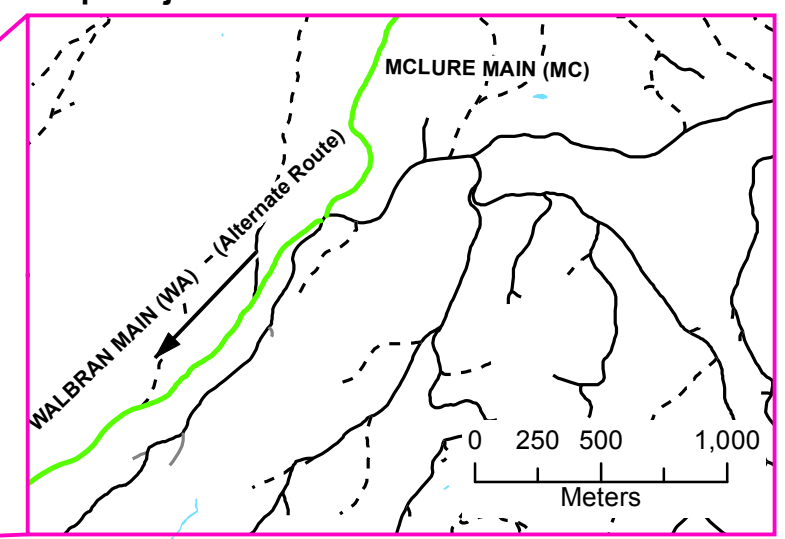 MCLURE MAIN (MC)
WALBRAN MAIN (WA) - (Alternate Route)
0 250 500 1,000
Meters